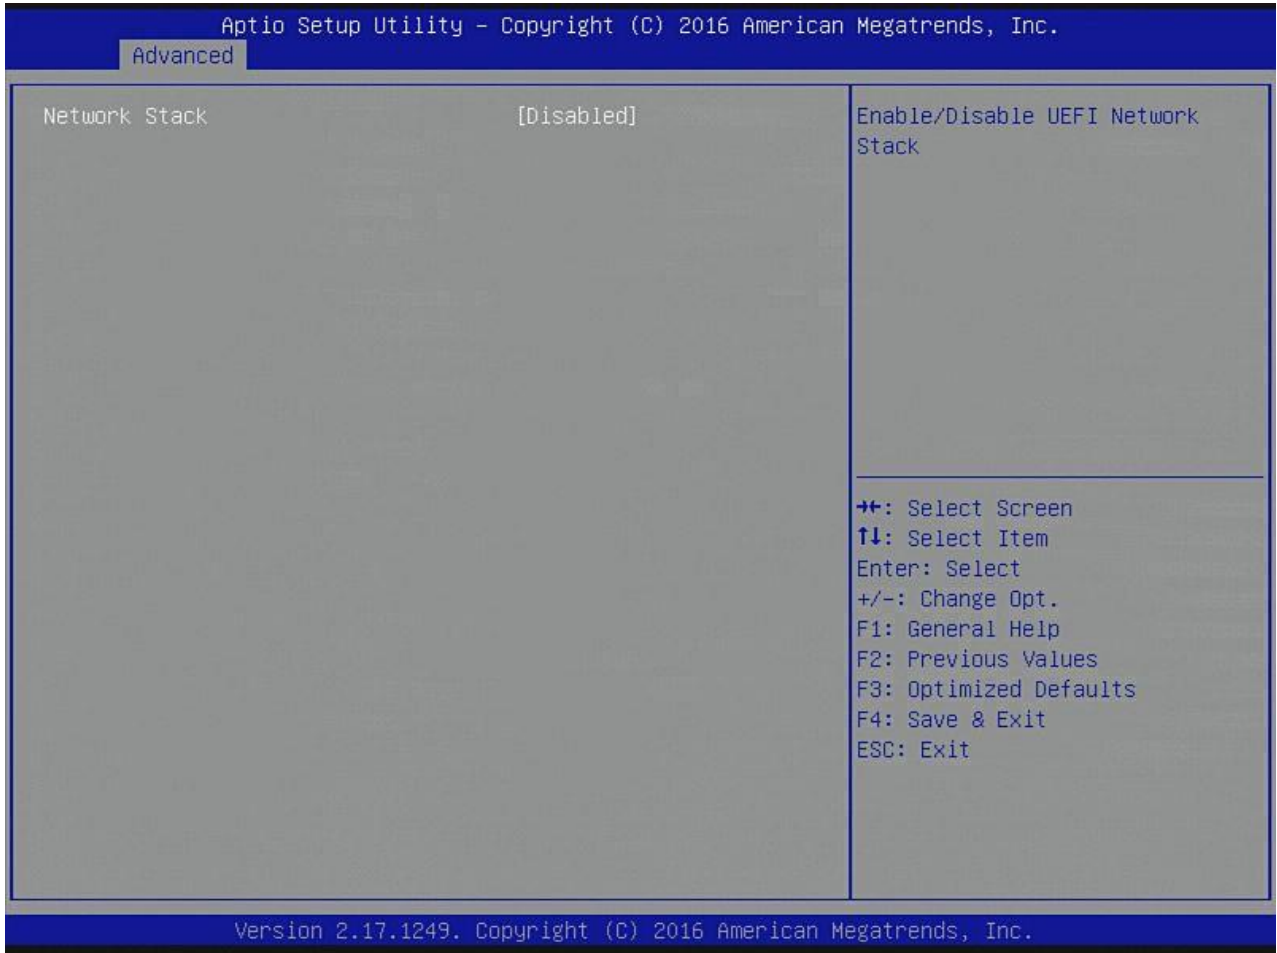 Aptio Setup Utility – Copyright (C) 2016 American Megatrends, Inc.
Advanced
Network Stack [Disabled]
Enable/Disable UEFI Network
Stack
→←: Select Screen
↑↓: Select Item
Enter: Select
+/-: Change Opt.
F1: General Help
F2: Previous Values
F3: Optimized Defaults
F4: Save & Exit
ESC: Exit
Version 2.17.1249. Copyright (C) 2016 American Megatrends, Inc.